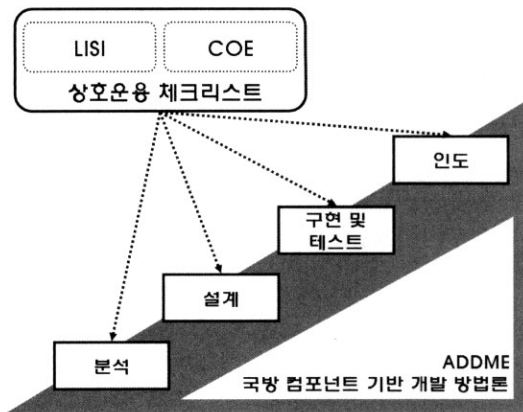 LISI COE
상호운용 체크리스트
인도
구현 및
테스트
설계
분석
ADDME
국방 컴포넌트 기반 개발 방법론